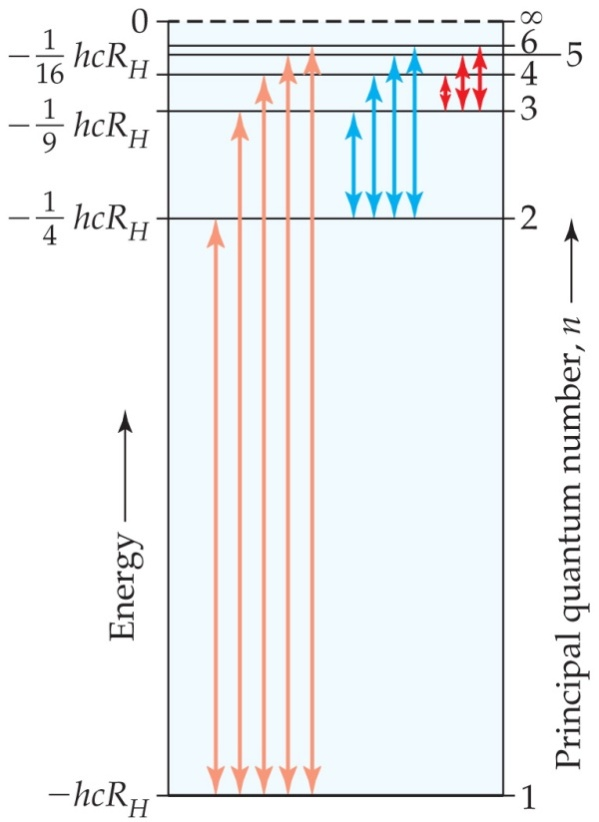 0
∞
6
5
−1/16 hcR_H
4
3
−1/9 hcR_H
−1/4 hcR_H
2
Energy
Principal quantum number, n
−hcR_H
1